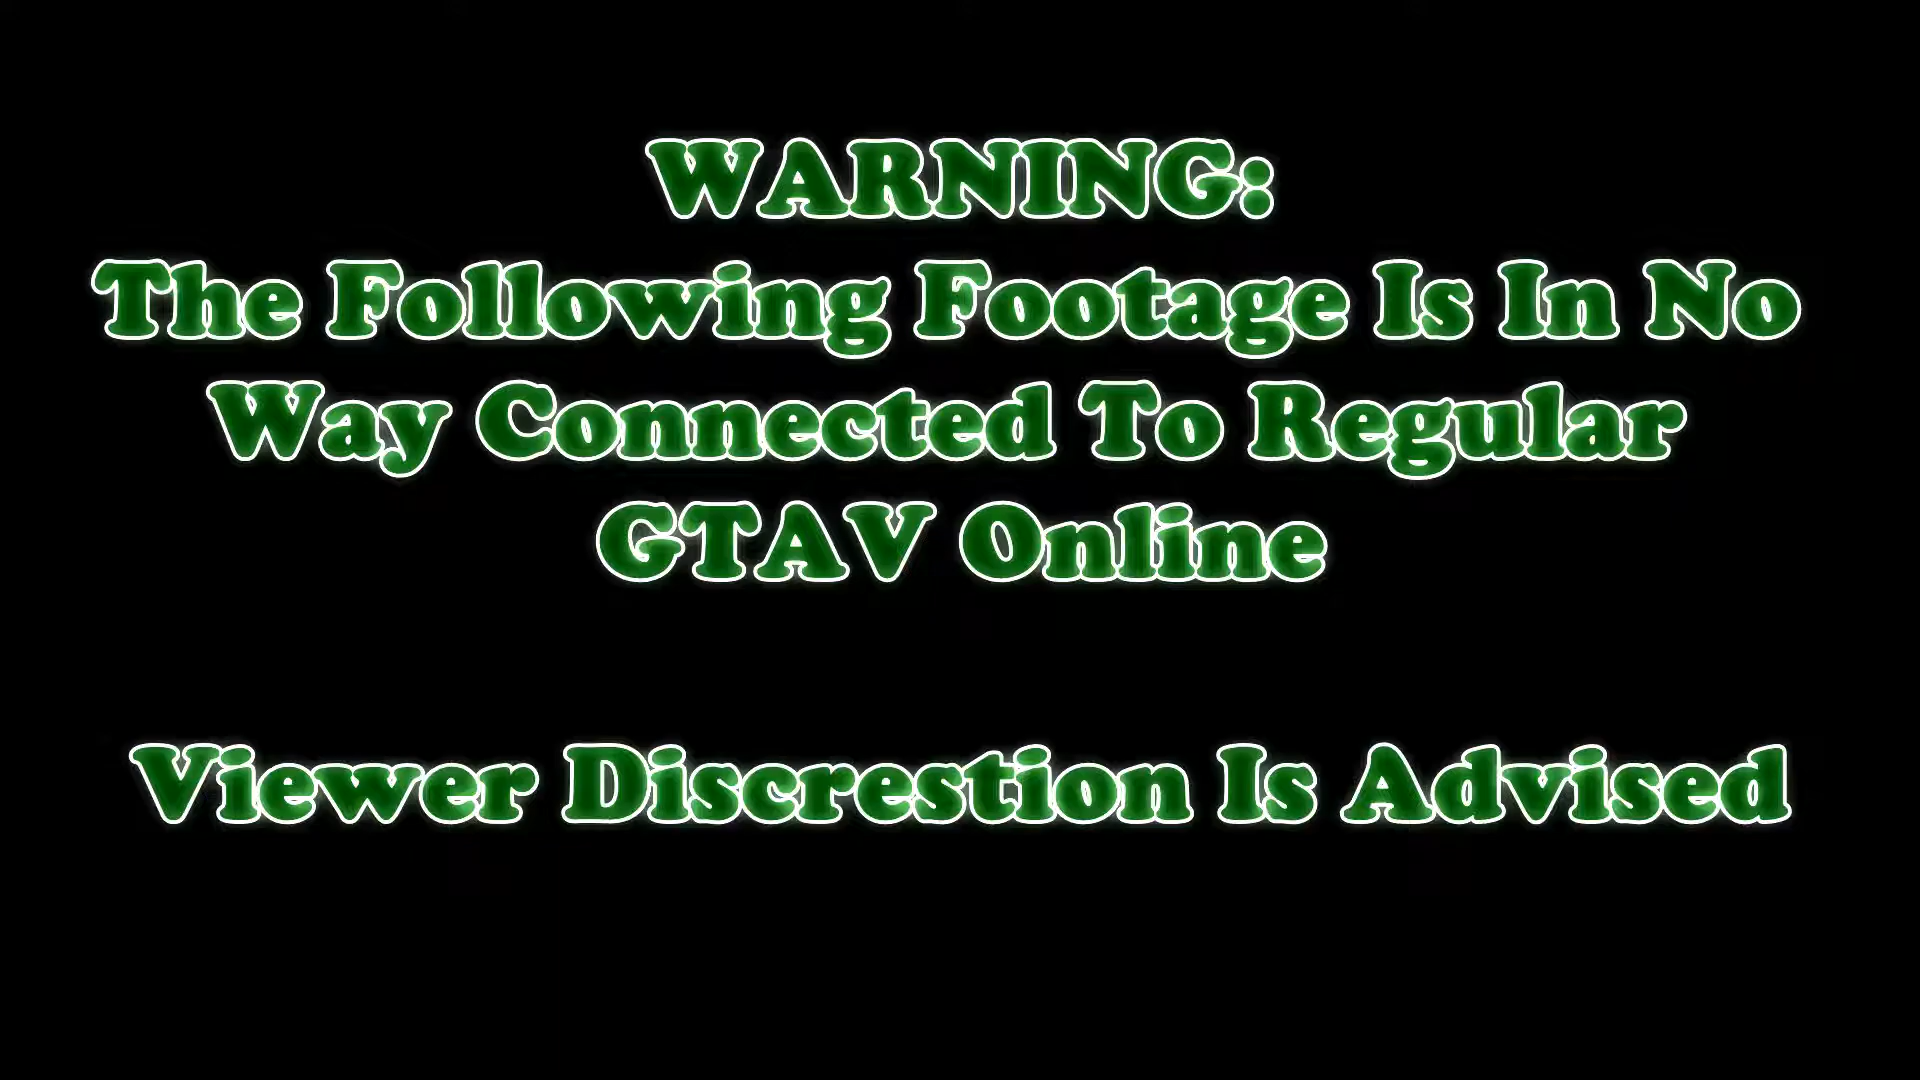 WARNING:
The Following Footage Is In No
Way Connected To Regular
GTAV Online
Viewer Discrestion Is Advised